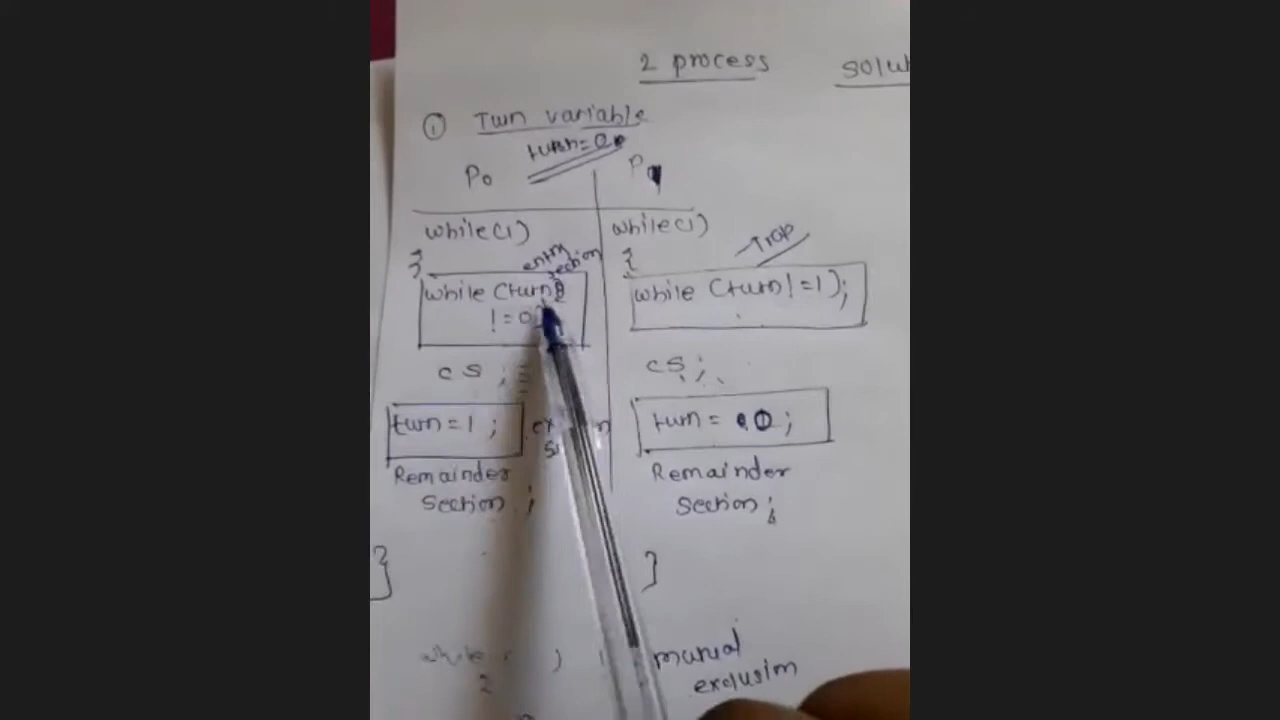 2 process
① Turn variable
turn=0
P0
while(1)
{
entry
section
while (turn
!=0
cs ;
turn=1 ;
Remainder
Section ;
}
while(1)
{
Trap
while (turn!=1);
cs ;
turn= 0 ;
Remainder
Section ;
}
while
mutual
exclusion